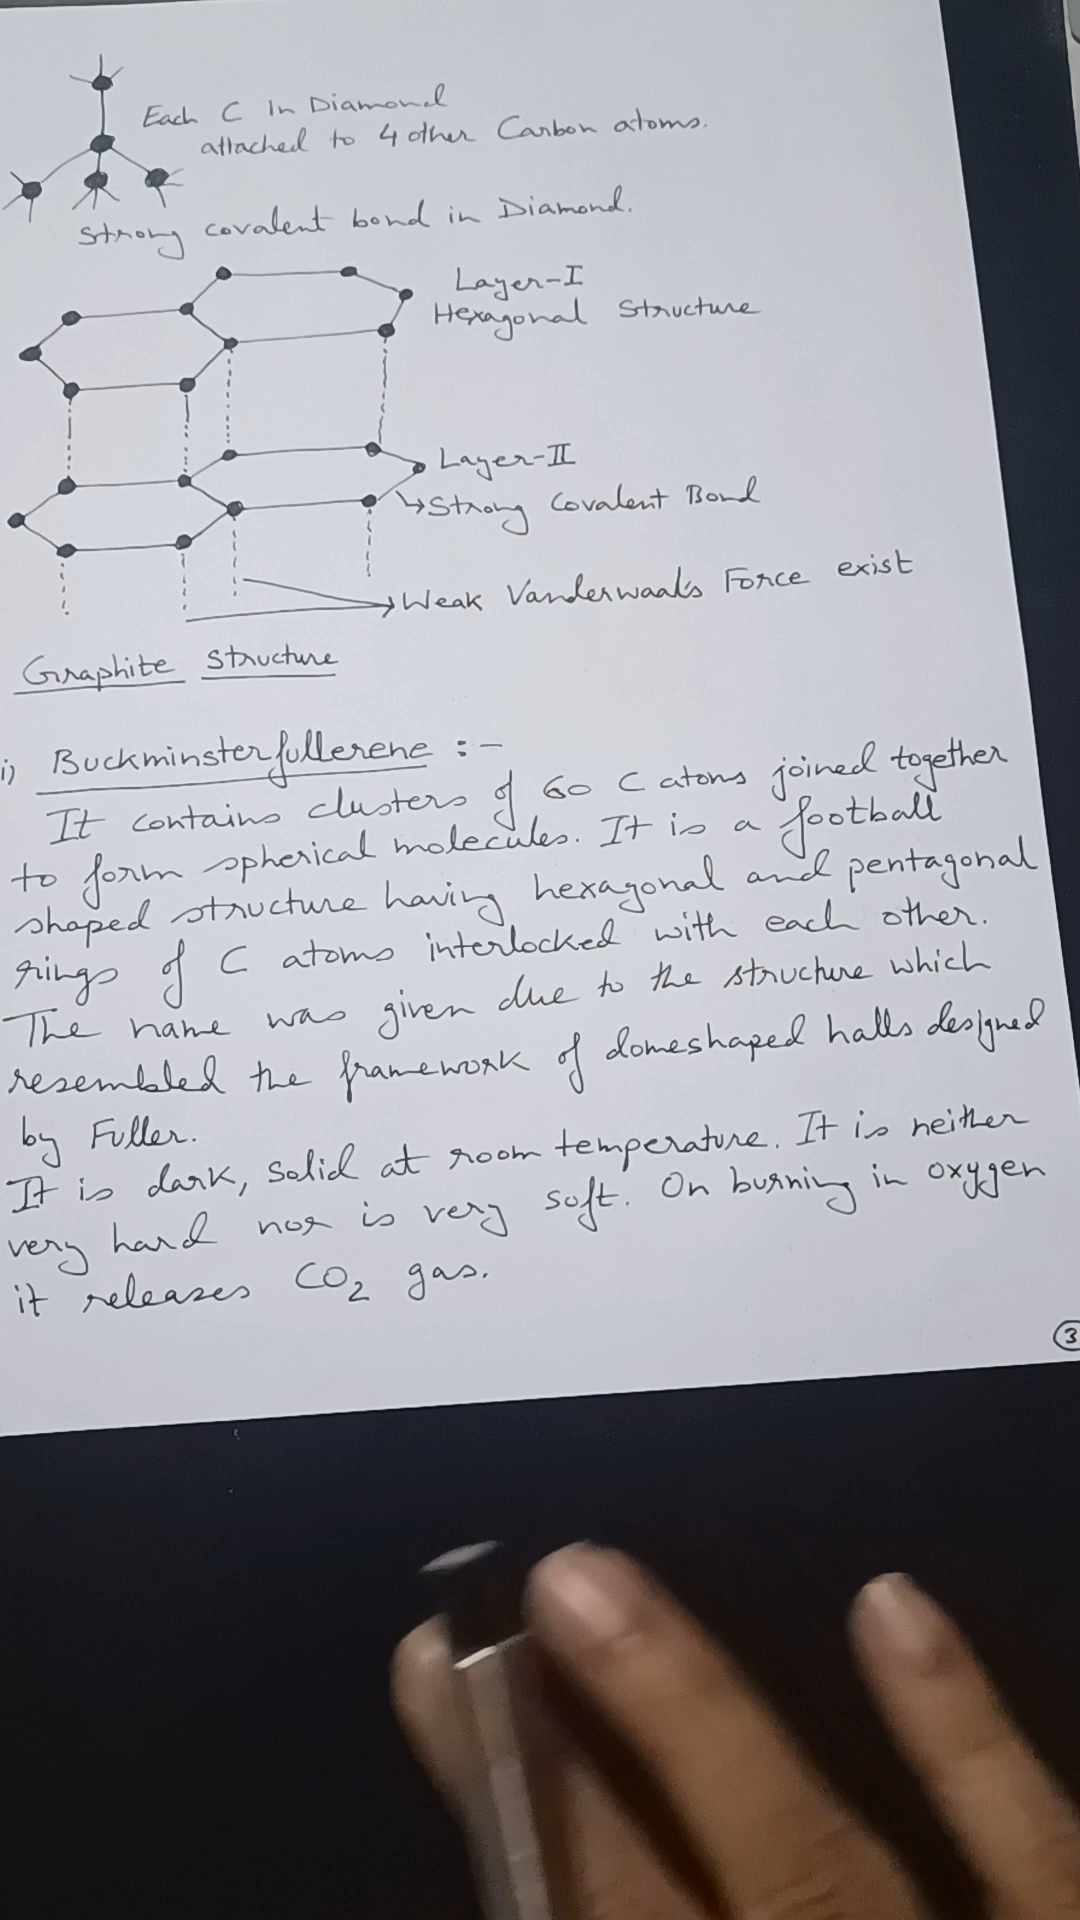 Each C In Diamond
attached to 4 other Carbon atoms.
Strong covalent bond in Diamond.
Layer-I
Hexagonal Structure
Layer-II
Strong Covalent Bond
Weak Vanderwaal's Force exist
Graphite Structure
i) Buckminsterfullerene :-
It contains clusters of 60 C atoms joined together
to form spherical molecules. It is a football
shaped structure having hexagonal and pentagonal
rings of C atoms interlocked with each other.
The name was given due to the structure which
resembled the framework of domeshaped halls designed
by Fuller.
It is dark, solid at room temperature. It is neither
very hard nor is very soft. On burning in oxygen
it releases CO₂ gas.
3